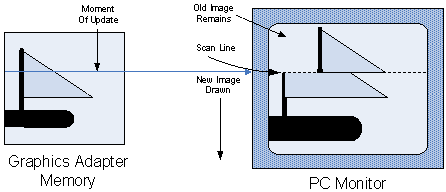 Moment
Of Update
Old Image
Remains
Scan Line
New Image
Drawn
Graphics Adapter
Memory
PC Monitor